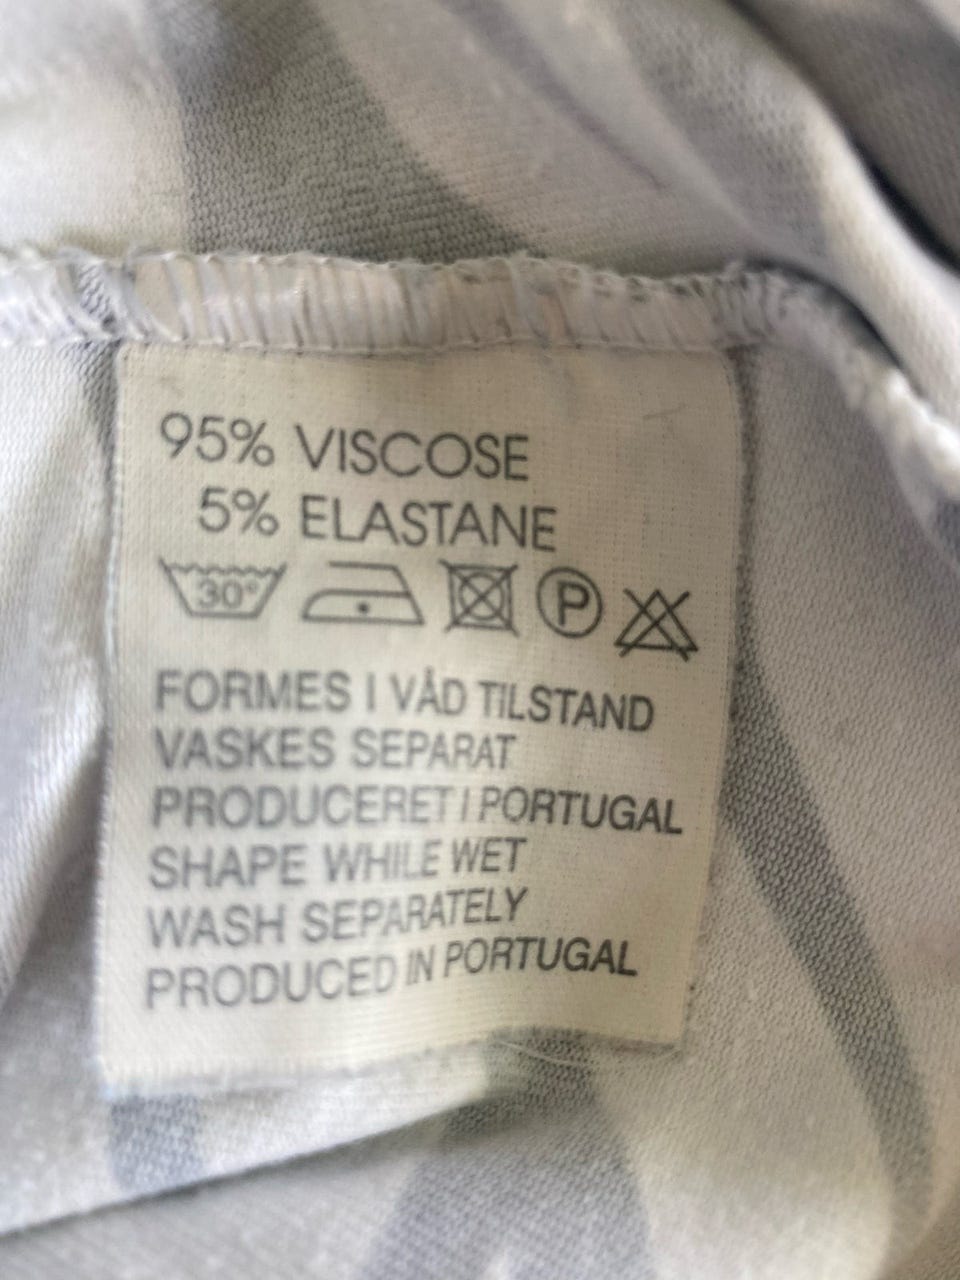 95% VISCOSE
5% ELASTANE
30° P
FORMES I VÅD TILSTAND
VASKES SEPARAT
PRODUCERET I PORTUGAL
SHAPE WHILE WET
WASH SEPARATELY
PRODUCED IN PORTUGAL